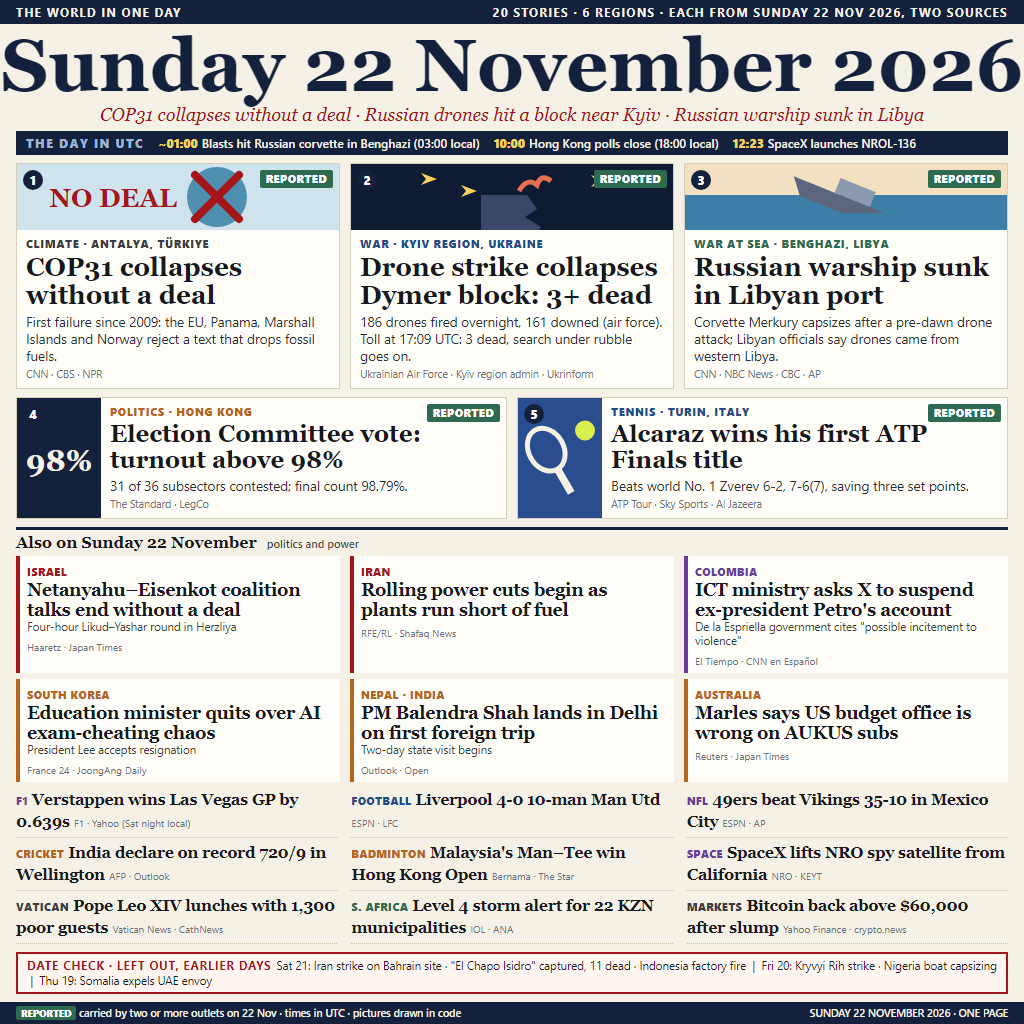 THE WORLD IN ONE DAY
20 STORIES · 6 REGIONS · EACH FROM SUNDAY 22 NOV 2026, TWO SOURCES
Sunday 22 November 2026
COP31 collapses without a deal · Russian drones hit a block near Kyiv · Russian warship sunk in Libya
THE DAY IN UTC ~01:00 Blasts hit Russian corvette in Benghazi (03:00 local) 10:00 Hong Kong polls close (18:00 local) 12:23 SpaceX launches NROL-136
1
NO DEAL
REPORTED
CLIMATE · ANTALYA, TÜRKIYE
COP31 collapses
without a deal
First failure since 2009: the EU, Panama, Marshall
Islands and Norway reject a text that drops fossil
fuels.
CNN · CBS · NPR
2
REPORTED
WAR · KYIV REGION, UKRAINE
Drone strike collapses
Dymer block: 3+ dead
186 drones fired overnight, 161 downed (air force).
Toll at 17:09 UTC: 3 dead, search under rubble
goes on.
Ukrainian Air Force · Kyiv region admin · Ukrinform
3
REPORTED
WAR AT SEA · BENGHAZI, LIBYA
Russian warship sunk
in Libyan port
Corvette Merkury capsizes after a pre-dawn drone
attack; Libyan officials say drones came from
western Libya.
CNN · NBC News · CBC · AP
4
98%
POLITICS · HONG KONG
REPORTED
Election Committee vote:
turnout above 98%
31 of 36 subsectors contested; final count 98.79%.
The Standard · LegCo
5
TENNIS · TURIN, ITALY
REPORTED
Alcaraz wins his first ATP
Finals title
Beats world No. 1 Zverev 6-2, 7-6(7), saving three set points.
ATP Tour · Sky Sports · Al Jazeera
Also on Sunday 22 November politics and power
ISRAEL
Netanyahu–Eisenkot coalition
talks end without a deal
Four-hour Likud–Yashar round in Herzliya
Haaretz · Japan Times
IRAN
Rolling power cuts begin as
plants run short of fuel
RFE/RL · Shafaq News
COLOMBIA
ICT ministry asks X to suspend
ex-president Petro's account
De la Espriella government cites "possible incitement to
violence"
El Tiempo · CNN en Español
SOUTH KOREA
Education minister quits over AI
exam-cheating chaos
President Lee accepts resignation
France 24 · JoongAng Daily
NEPAL · INDIA
PM Balendra Shah lands in Delhi
on first foreign trip
Two-day state visit begins
Outlook · Open
AUSTRALIA
Marles says US budget office is
wrong on AUKUS subs
Reuters · Japan Times
F1 Verstappen wins Las Vegas GP by
0.639s F1 · Yahoo (Sat night local)
FOOTBALL Liverpool 4-0 10-man Man Utd
ESPN · LFC
NFL 49ers beat Vikings 35-10 in Mexico
City ESPN · AP
CRICKET India declare on record 720/9 in
Wellington AFP · Outlook
BADMINTON Malaysia's Man–Tee win
Hong Kong Open Bernama · The Star
SPACE SpaceX lifts NRO spy satellite from
California NRO · KEYT
VATICAN Pope Leo XIV lunches with 1,300
poor guests Vatican News · CathNews
S. AFRICA Level 4 storm alert for 22 KZN
municipalities IOL · ANA
MARKETS Bitcoin back above $60,000
after slump Yahoo Finance · crypto.news
DATE CHECK · LEFT OUT, EARLIER DAYS Sat 21: Iran strike on Bahrain site · "El Chapo Isidro" captured, 11 dead · Indonesia factory fire | Fri 20: Kryvyi Rih strike · Nigeria boat capsizing
| Thu 19: Somalia expels UAE envoy
REPORTED carried by two or more outlets on 22 Nov · times in UTC · pictures drawn in code
SUNDAY 22 NOVEMBER 2026 · ONE PAGE